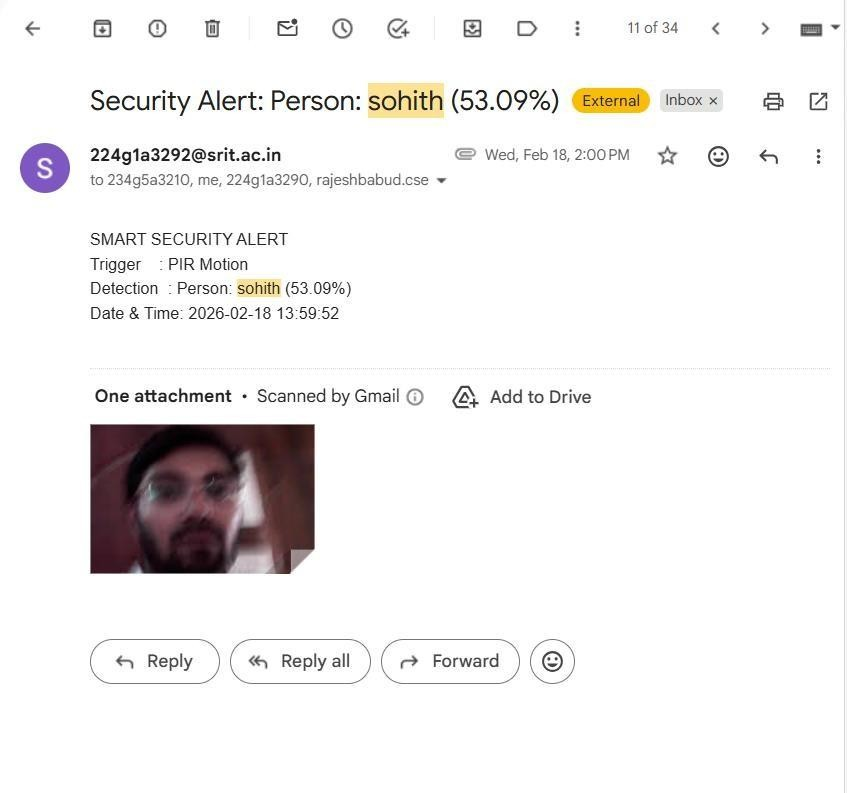 11 of 34
Security Alert: Person: sohith (53.09%) External Inbox ×
S
224g1a3292@srit.ac.in Wed, Feb 18, 2:00 PM
to 234g5a3210, me, 224g1a3290, rajeshbabud.cse
SMART SECURITY ALERT
Trigger : PIR Motion
Detection : Person: sohith (53.09%)
Date & Time: 2026-02-18 13:59:52
One attachment • Scanned by Gmail Add to Drive
Reply Reply all Forward